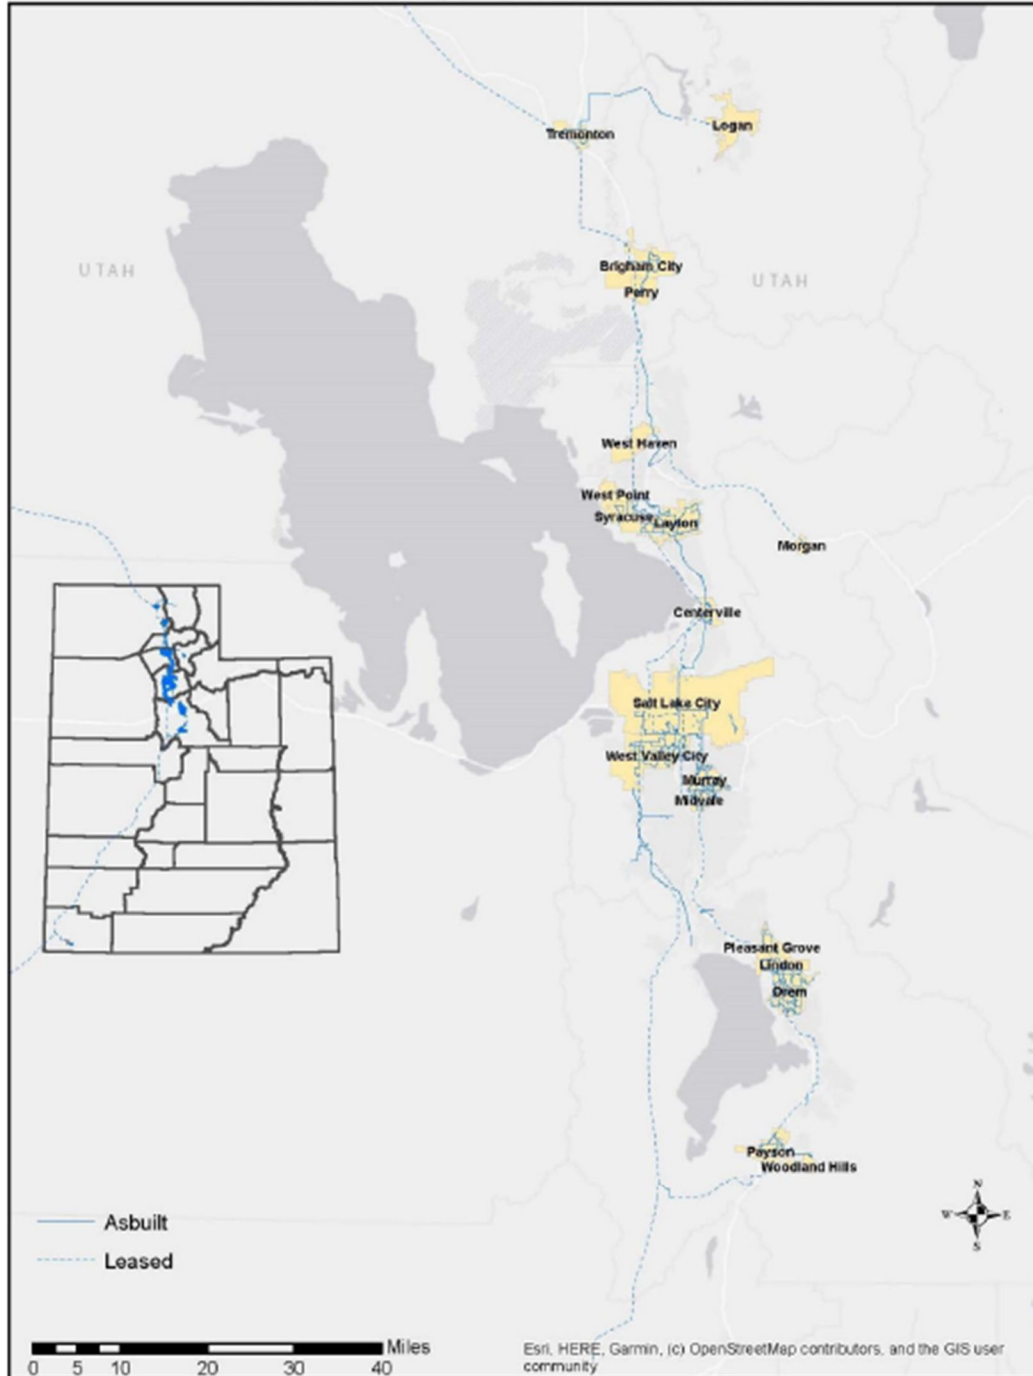 Logan
Tremonton
UTAH
Brigham City
UTAH
Perry
West Haven
West Point
Syracuse
Layton
Morgan
Centerville
Salt Lake City
West Valley City
Murray
Midvale
Pleasant Grove
Lindon
Orem
Payson
Woodland Hills
N
W E
S
Asbuilt
Leased
Miles
0 5 10 20 30 40
Esri, HERE, Garmin, (c) OpenStreetMap contributors, and the GIS user
community